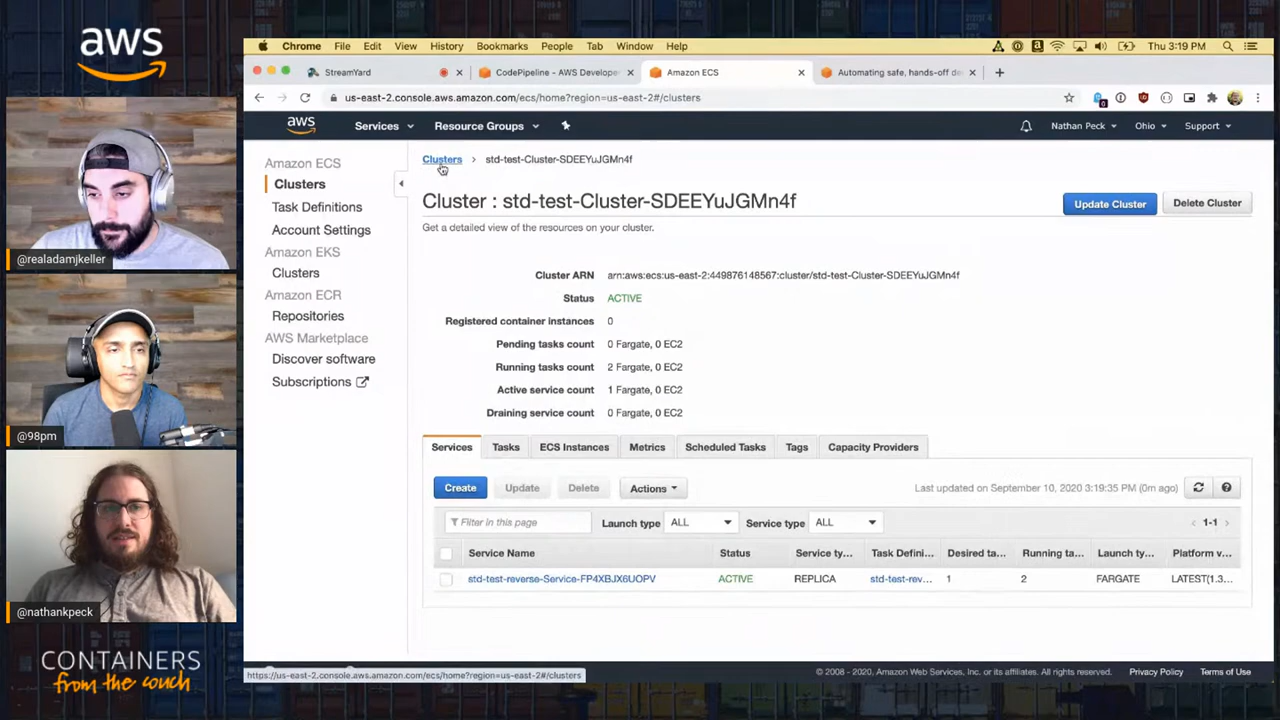 aws
@realadamjkeller
@98pm
@nathankpeck
CONTAINERS
from the couch
Chrome File Edit View History Bookmarks People Tab Window Help
Thu 3:19 PM
StreamYard
CodePipeline - AWS Develope
Amazon ECS
Automating safe, hands-off de
us-east-2.console.aws.amazon.com/ecs/home?region=us-east-2#/clusters
aws
Services
Resource Groups
Nathan Peck
Ohio
Support
Amazon ECS
Clusters
Task Definitions
Account Settings
Amazon EKS
Clusters
Amazon ECR
Repositories
AWS Marketplace
Discover software
Subscriptions
Clusters > std-test-Cluster-SDEEYuJGMn4f
Cluster : std-test-Cluster-SDEEYuJGMn4f
Update Cluster
Delete Cluster
Get a detailed view of the resources on your cluster.
Cluster ARN arn:aws:ecs:us-east-2:449876148567:cluster/std-test-Cluster-SDEEYuJGMn4f
Status ACTIVE
Registered container instances 0
Pending tasks count 0 Fargate, 0 EC2
Running tasks count 2 Fargate, 0 EC2
Active service count 1 Fargate, 0 EC2
Draining service count 0 Fargate, 0 EC2
Services Tasks ECS Instances Metrics Scheduled Tasks Tags Capacity Providers
Create Update Delete Actions
Last updated on September 10, 2020 3:19:35 PM (0m ago)
Filter in this page
Launch type ALL
Service type ALL
< 1-1 >
Service Name Status Service ty... Task Defini... Desired ta... Running ta... Launch ty... Platform v...
std-test-reverse-Service-FP4XBJX6UOPV ACTIVE REPLICA std-test-rev... 1 2 FARGATE LATEST(1.3...
https://us-east-2.console.aws.amazon.com/ecs/home?region=us-east-2#/clusters
© 2008 - 2020, Amazon Web Services, Inc. or its affiliates. All rights reserved. Privacy Policy Terms of Use